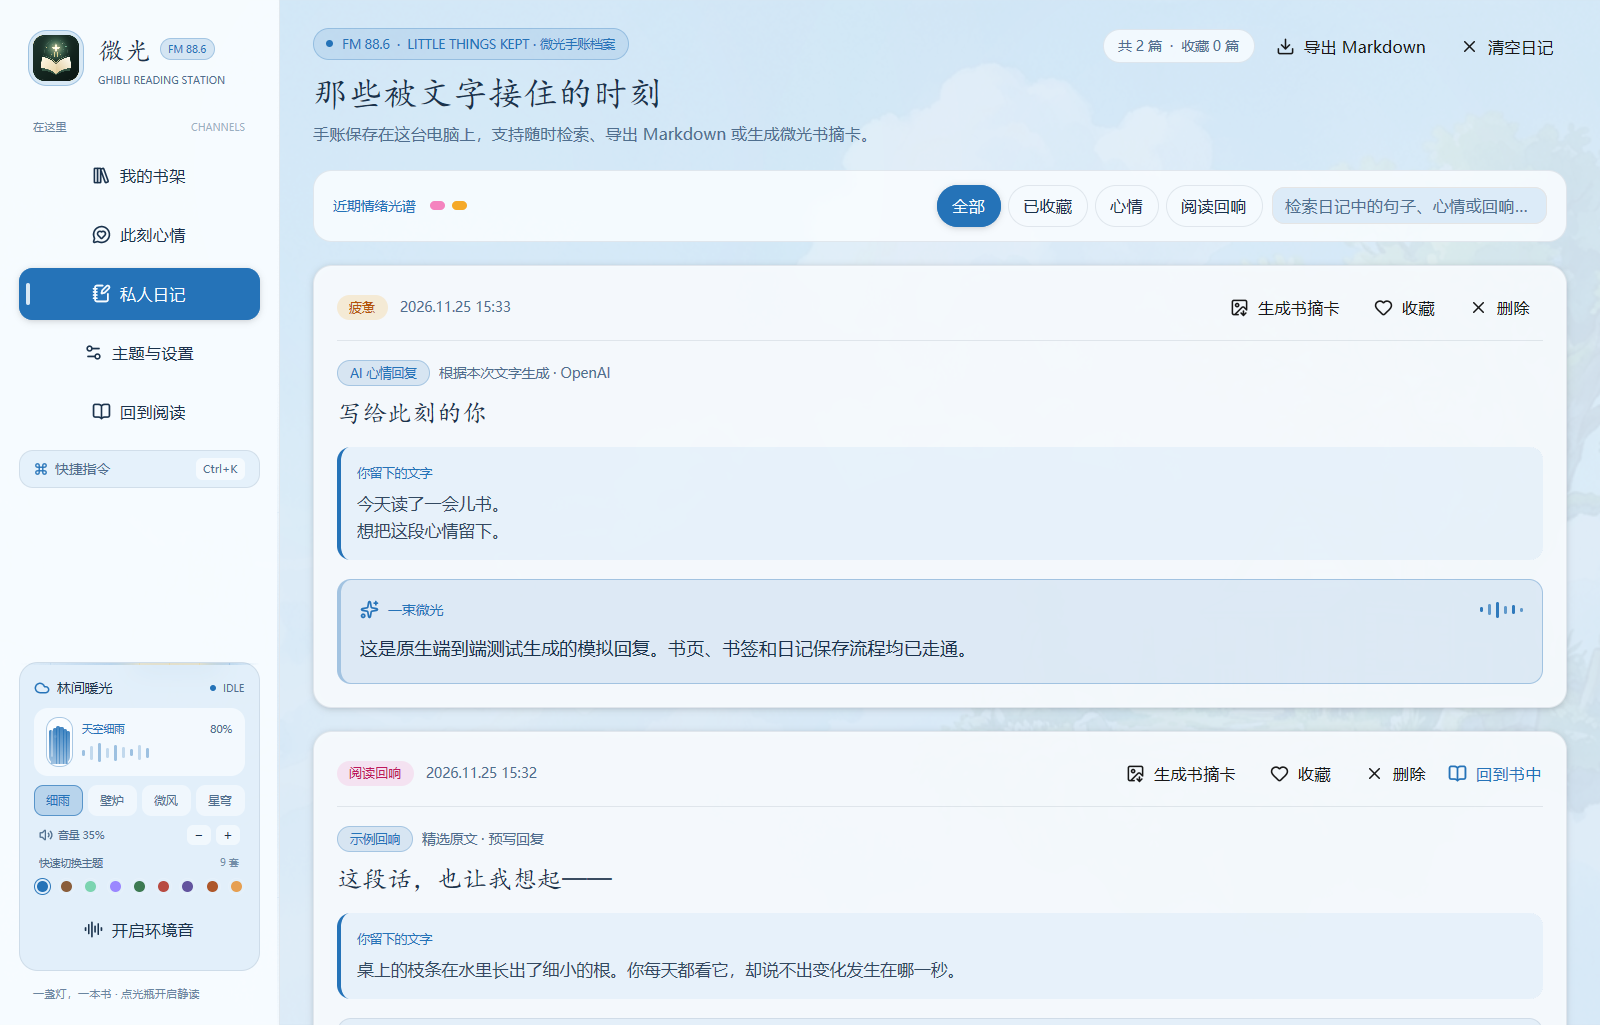 微光 FM 88.6
GHIBLI READING STATION
在这里 CHANNELS
我的书架
此刻心情
私人日记
主题与设置
回到阅读
快捷指令 Ctrl+K
林间暖光 IDLE
天空细雨 80%
细雨 壁炉 微风 星穹
音量 35% − +
快速切换主题 9 套
开启环境音
一盏灯，一本书 · 点光瓶开启静读
FM 88.6 · LITTLE THINGS KEPT · 微光手账档案
共 2 篇 · 收藏 0 篇 导出 Markdown 清空日记
那些被文字接住的时刻
手账保存在这台电脑上，支持随时检索、导出 Markdown 或生成微光书摘卡。
近期情绪光谱 全部 已收藏 心情 阅读回响 检索日记中的句子、心情或回响...
疲惫 2026.11.25 15:33 生成书摘卡 收藏 删除
AI 心情回复 根据本次文字生成 · OpenAI
写给此刻的你
你留下的文字
今天读了一会儿书。
想把这段心情留下。
一束微光
这是原生端到端测试生成的模拟回复。书页、书签和日记保存流程均已走通。
阅读回响 2026.11.25 15:32 生成书摘卡 收藏 删除 回到书中
示例回响 精选原文 · 预写回复
这段话，也让我想起——
你留下的文字
桌上的枝条在水里长出了细小的根。你每天都看它，却说不出变化发生在哪一秒。